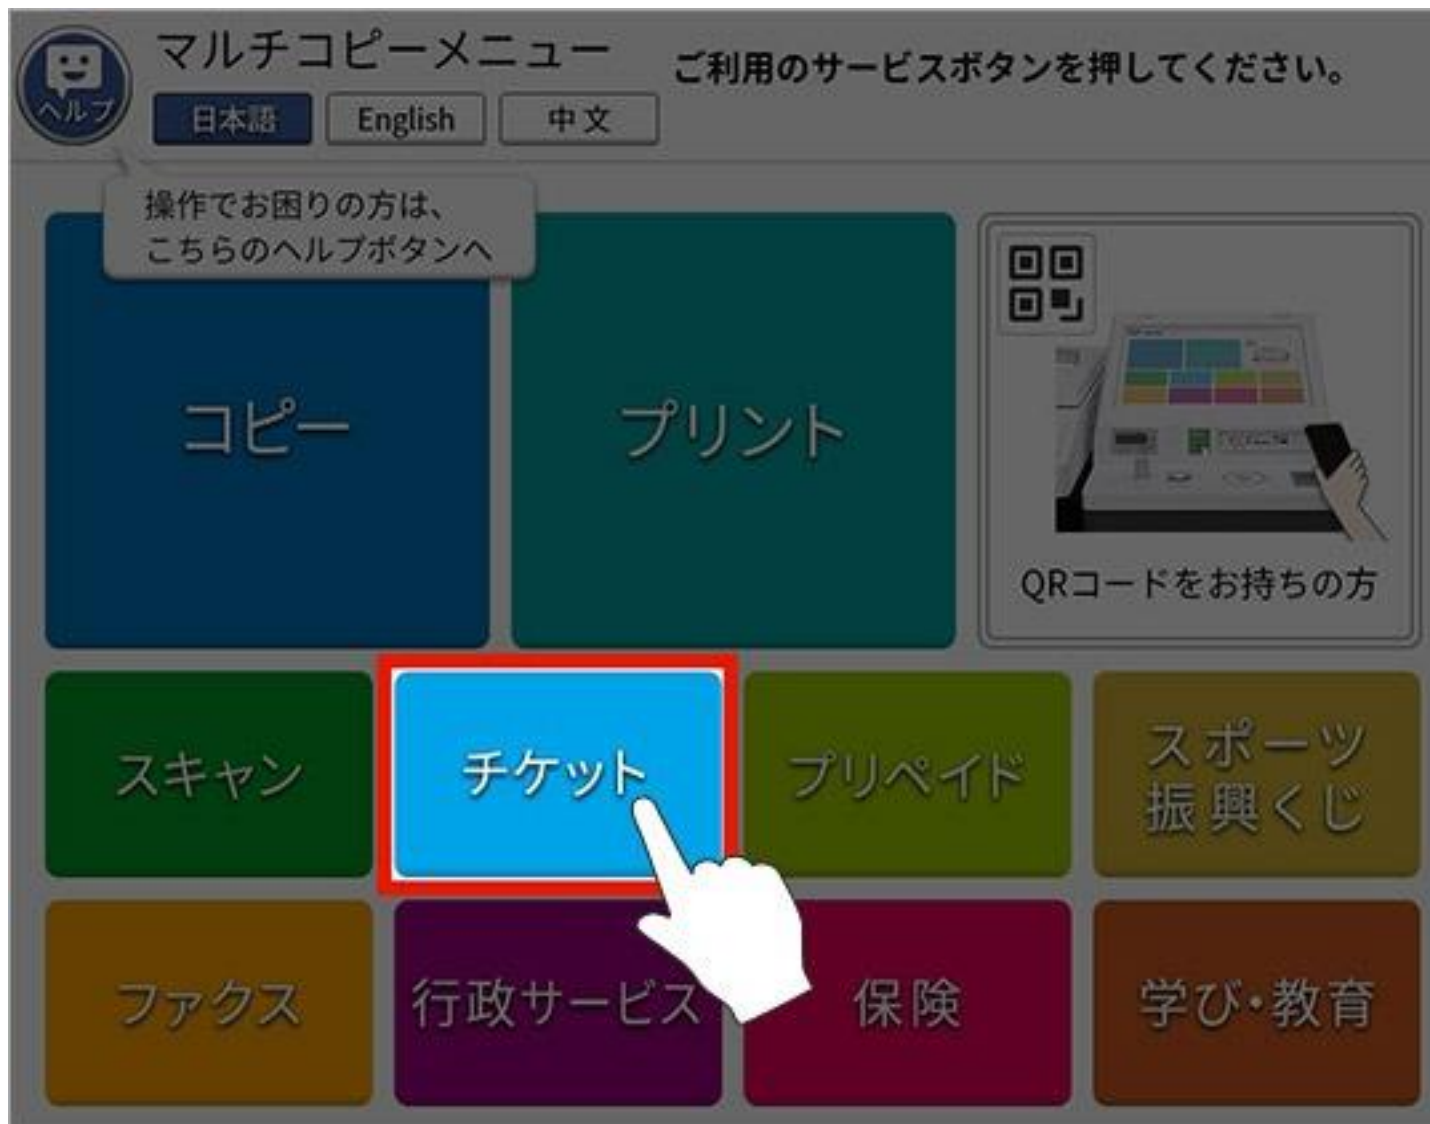 マルチコピーメニュー
ご利用のサービスボタンを押してください。
ヘルプ
日本語
English
中文
操作でお困りの方は、
こちらのヘルプボタンへ
コピー
プリント
QRコードをお持ちの方
スキャン
チケット
プリペイド
スポーツ
振興くじ
ファクス
行政サービス
保険
学び・教育